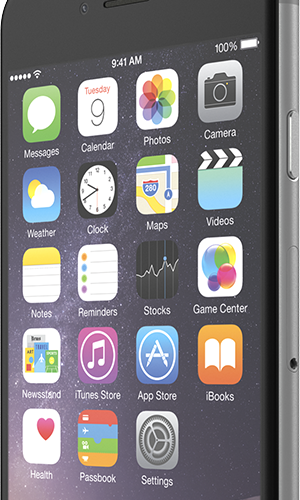 9:41 AM
100%
Tuesday
9
Messages
Calendar
Photos
Camera
280
Weather
Clock
Maps
Videos
Notes
Reminders
Stocks
Game Center
Newsstand
iTunes Store
App Store
iBooks
Health
Passbook
Settings